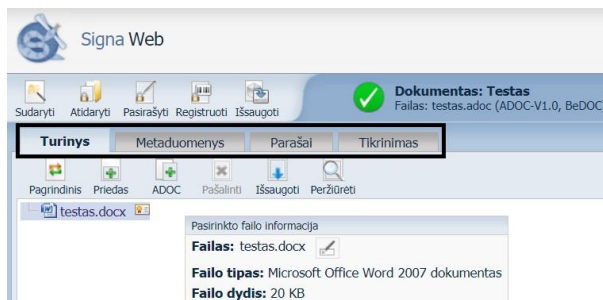 Signa Web
Sudaryti Atidaryti Pasirašyti Registruoti Išsaugoti
Dokumentas: Testas
Failas: testas.adoc (ADOC-V1.0, BeDOC
Turinys Metaduomenys Parašai Tikrinimas
Pagrindinis Priedas ADOC Pašalinti Išsaugoti Peržiūrėti
testas.docx
Pasirinkto failo informacija
Failas: testas.docx
Failo tipas: Microsoft Office Word 2007 dokumentas
Failo dydis: 20 KB